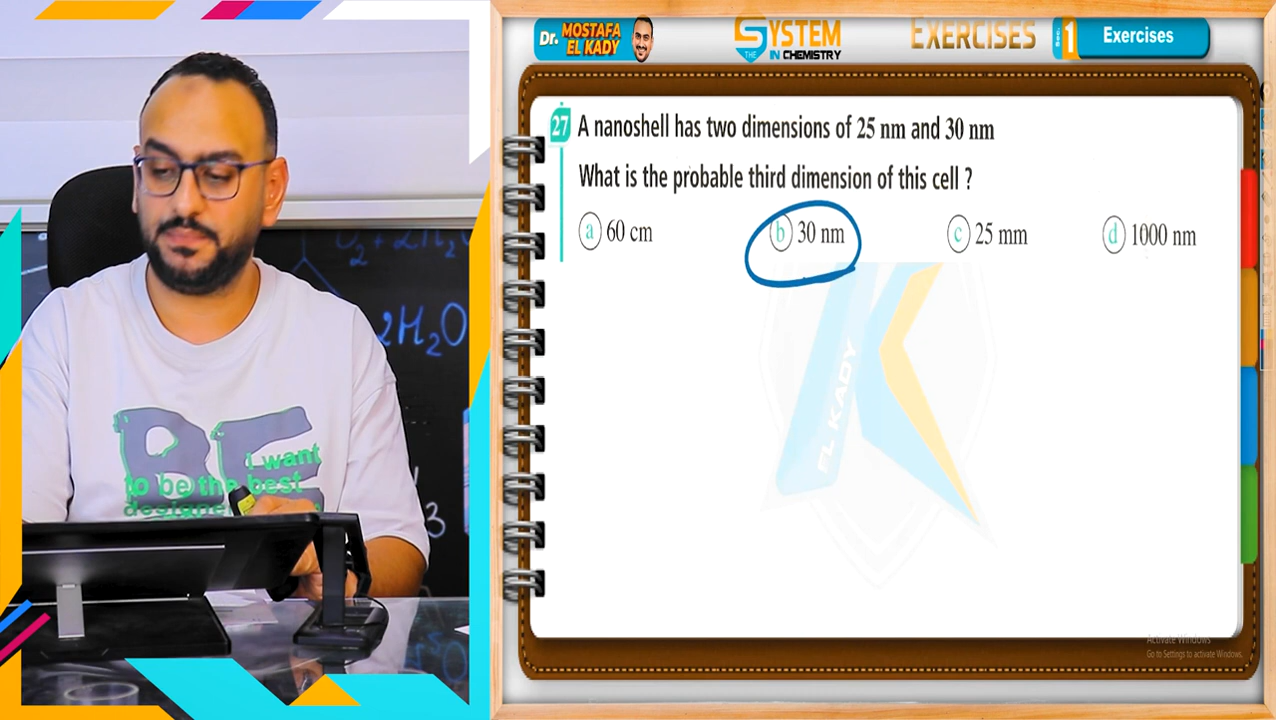 Dr. MOSTAFA
EL KADY
THE SYSTEM
IN CHEMISTRY
EXERCISES
Sec. 1
Exercises
27 A nanoshell has two dimensions of 25 nm and 30 nm
What is the probable third dimension of this cell ?
a 60 cm
b 30 nm
c 25 mm
d 1000 nm
EL KADY
Activate Windows
Go to Settings to activate Windows.
O2 + 2H2
2H2O
3
BE
I want
to be the best
designe